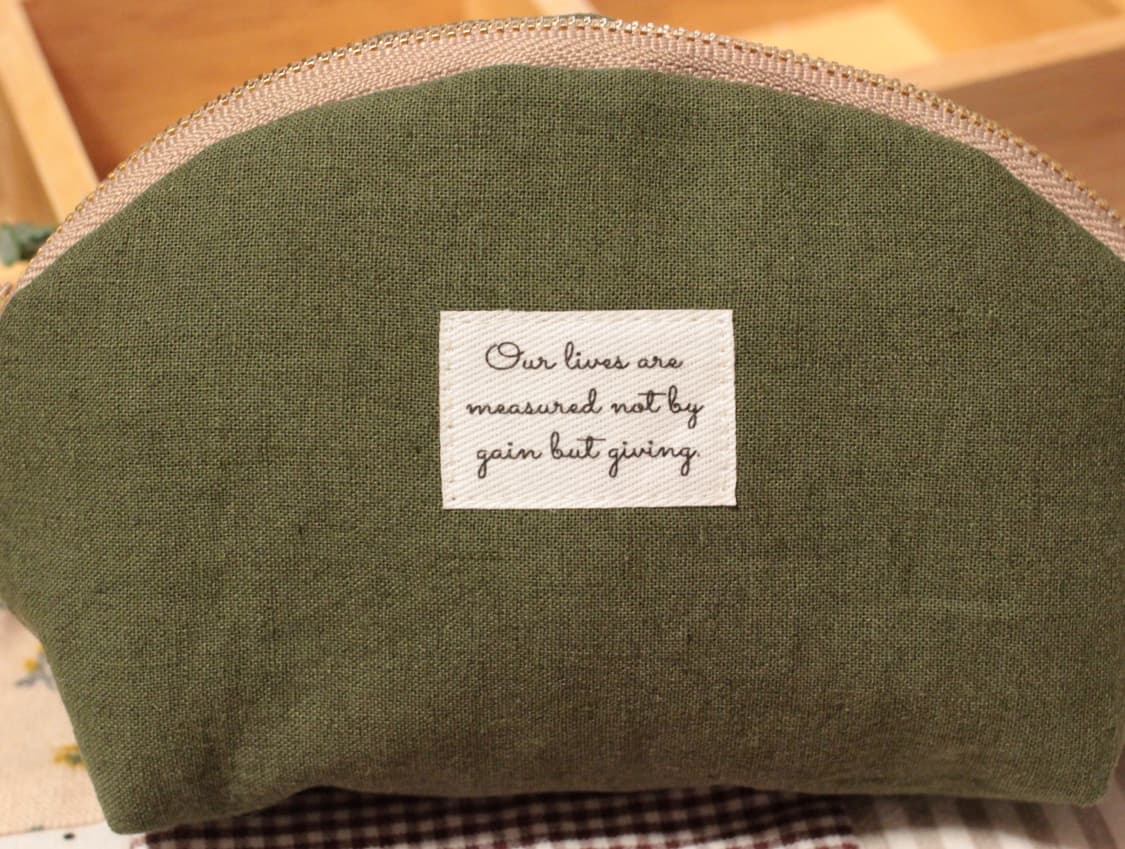 Our lives are
measured not by
gain but giving.